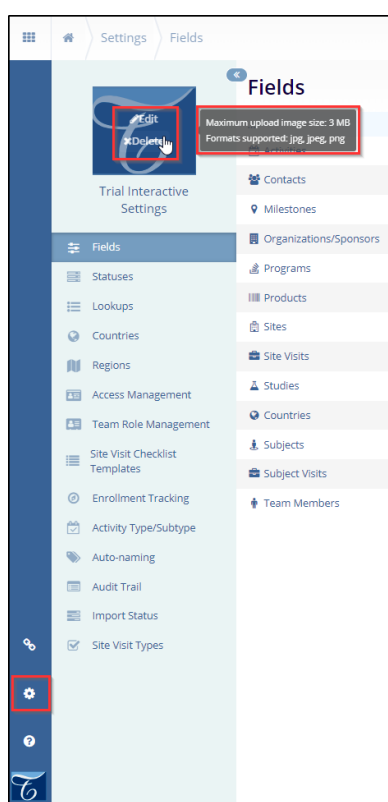 Settings Fields
Fields
Edit
Delete
Maximum upload image size: 3 MB
Formats supported: jpg, jpeg, png
Activities
Trial Interactive
Settings
Fields
Statuses
Lookups
Countries
Regions
Access Management
Team Role Management
Site Visit Checklist
Templates
Enrollment Tracking
Activity Type/Subtype
Auto-naming
Audit Trail
Import Status
Site Visit Types
Contacts
Milestones
Organizations/Sponsors
Programs
Products
Sites
Site Visits
Studies
Countries
Subjects
Subject Visits
Team Members